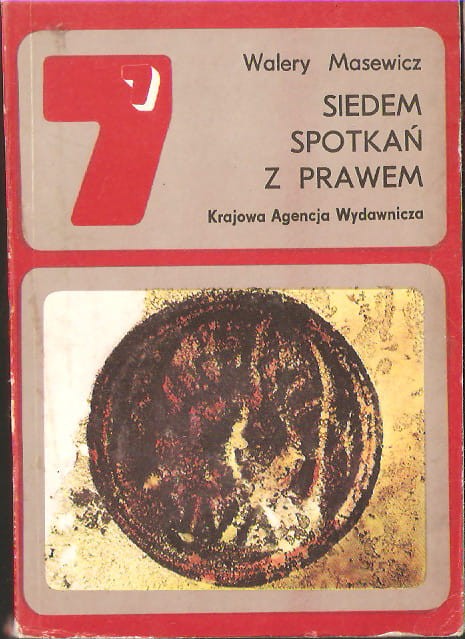 7
Walery Masewicz
SIEDEM
SPOTKAŃ
Z PRAWEM
Krajowa Agencja Wydawnicza